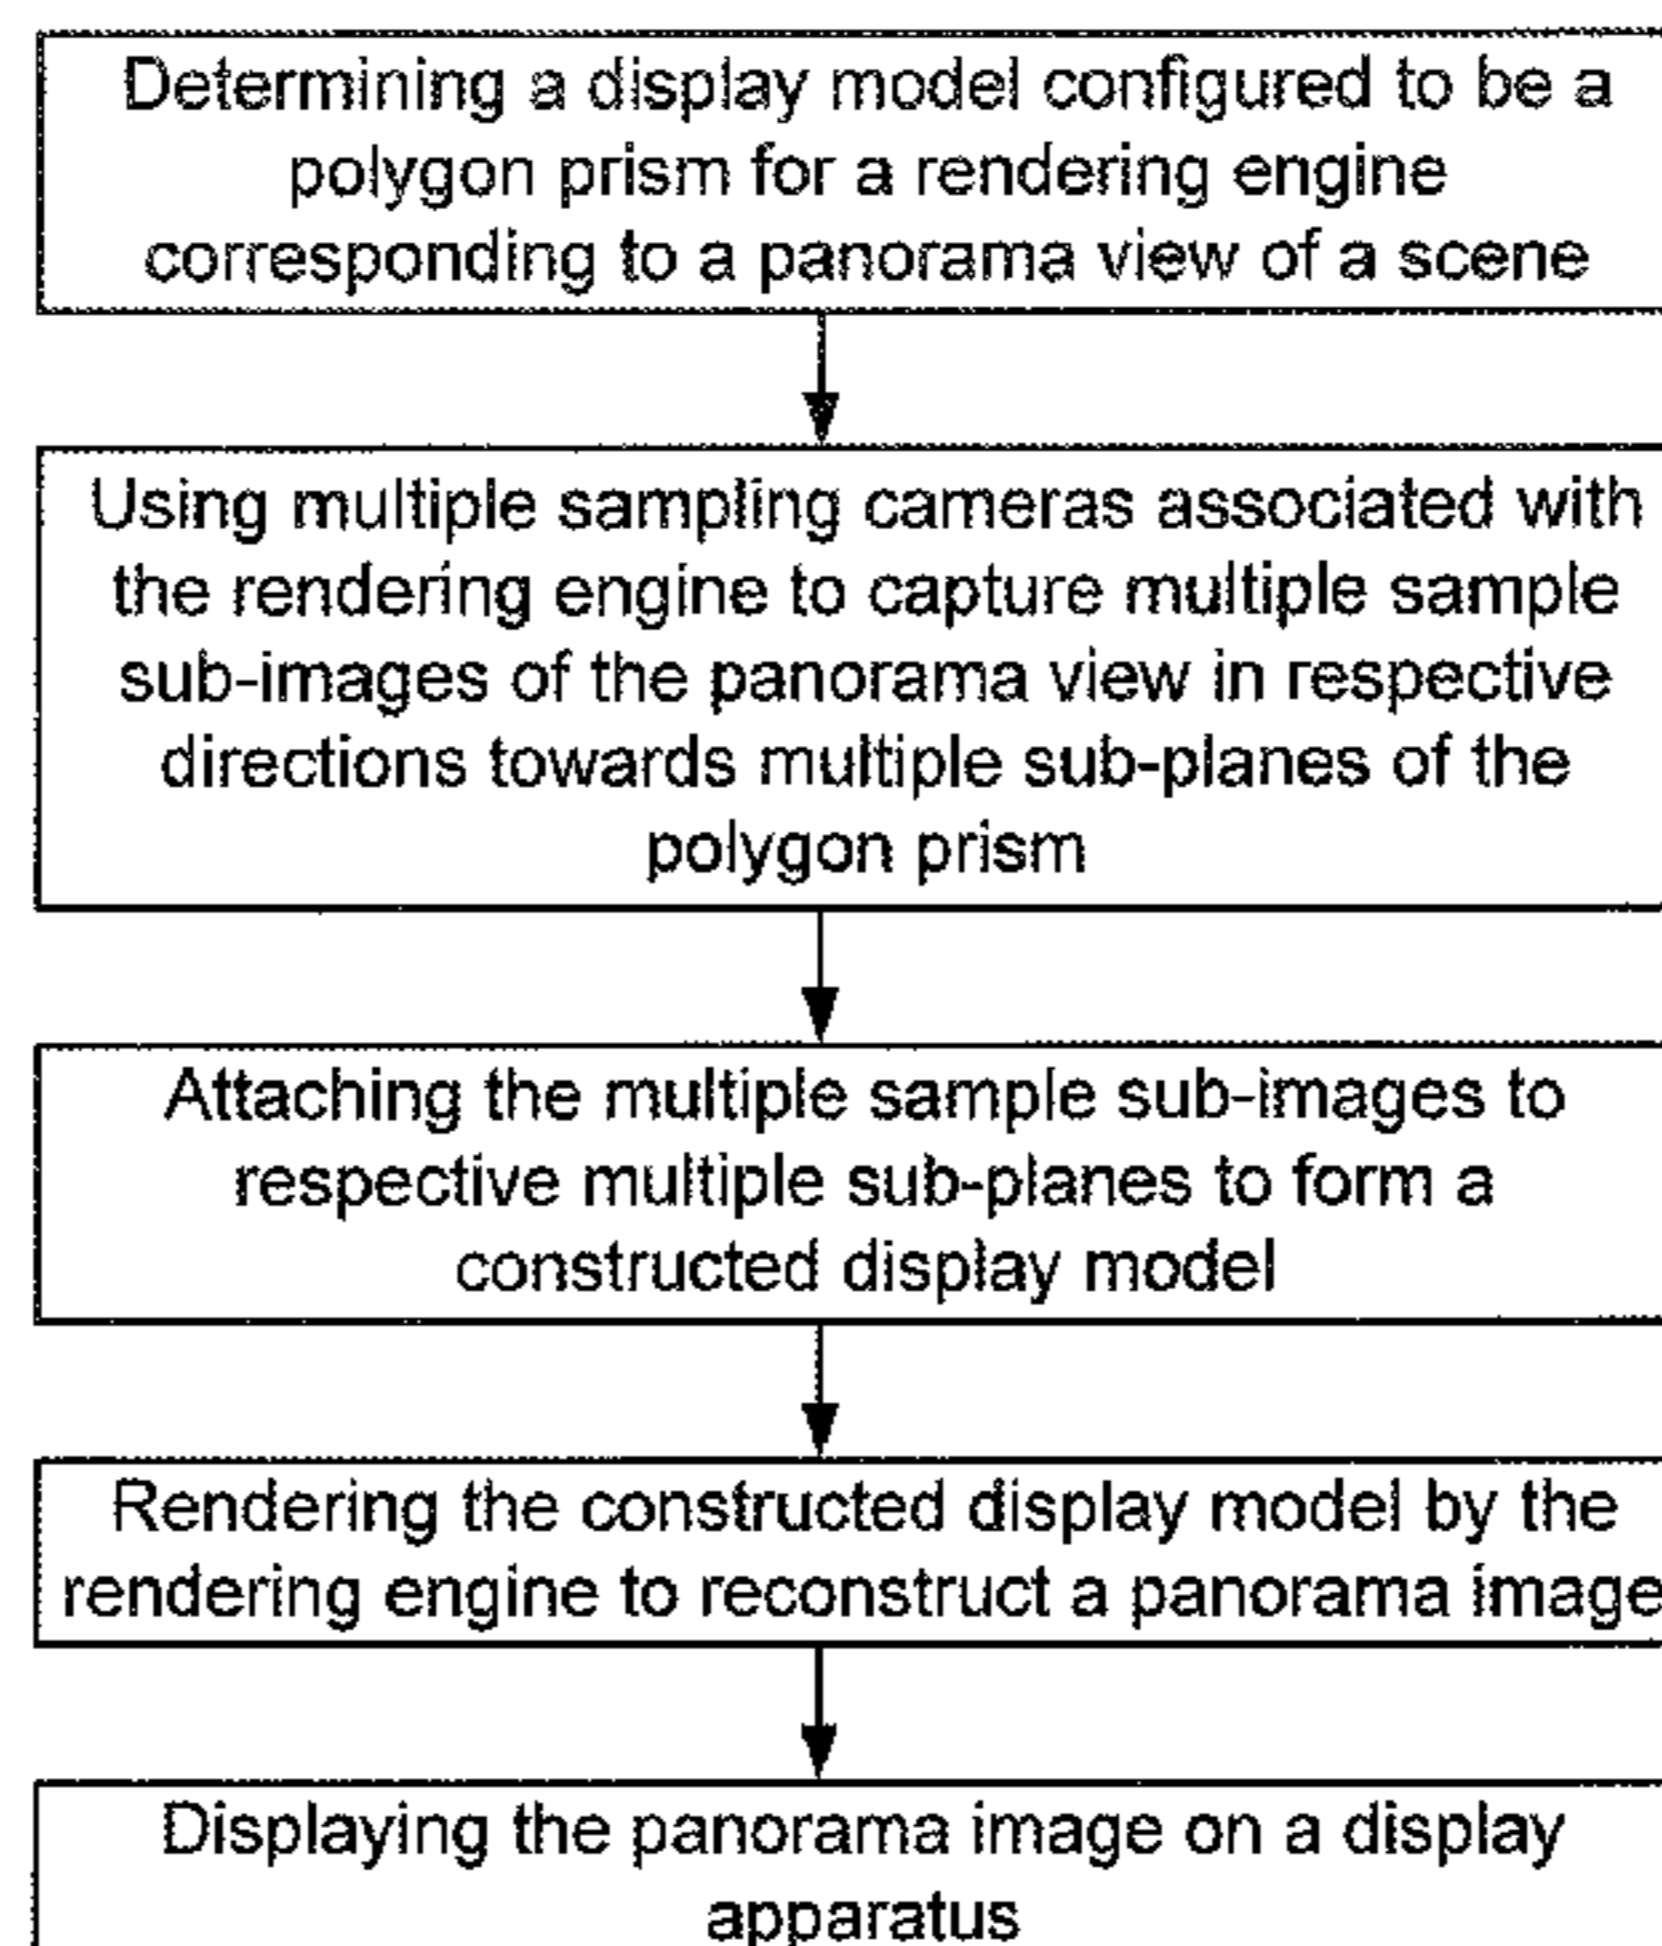 Determining a display model configured to be a
polygon prism for a rendering engine
corresponding to a panorama view of a scene
Using multiple sampling cameras associated with
the rendering engine to capture multiple sample
sub-images of the panorama view in respective
directions towards multiple sub-planes of the
polygon prism
Attaching the multiple sample sub-images to
respective multiple sub-planes to form a
constructed display model
Rendering the constructed display model by the
rendering engine to reconstruct a panorama image
Displaying the panorama image on a display
apparatus